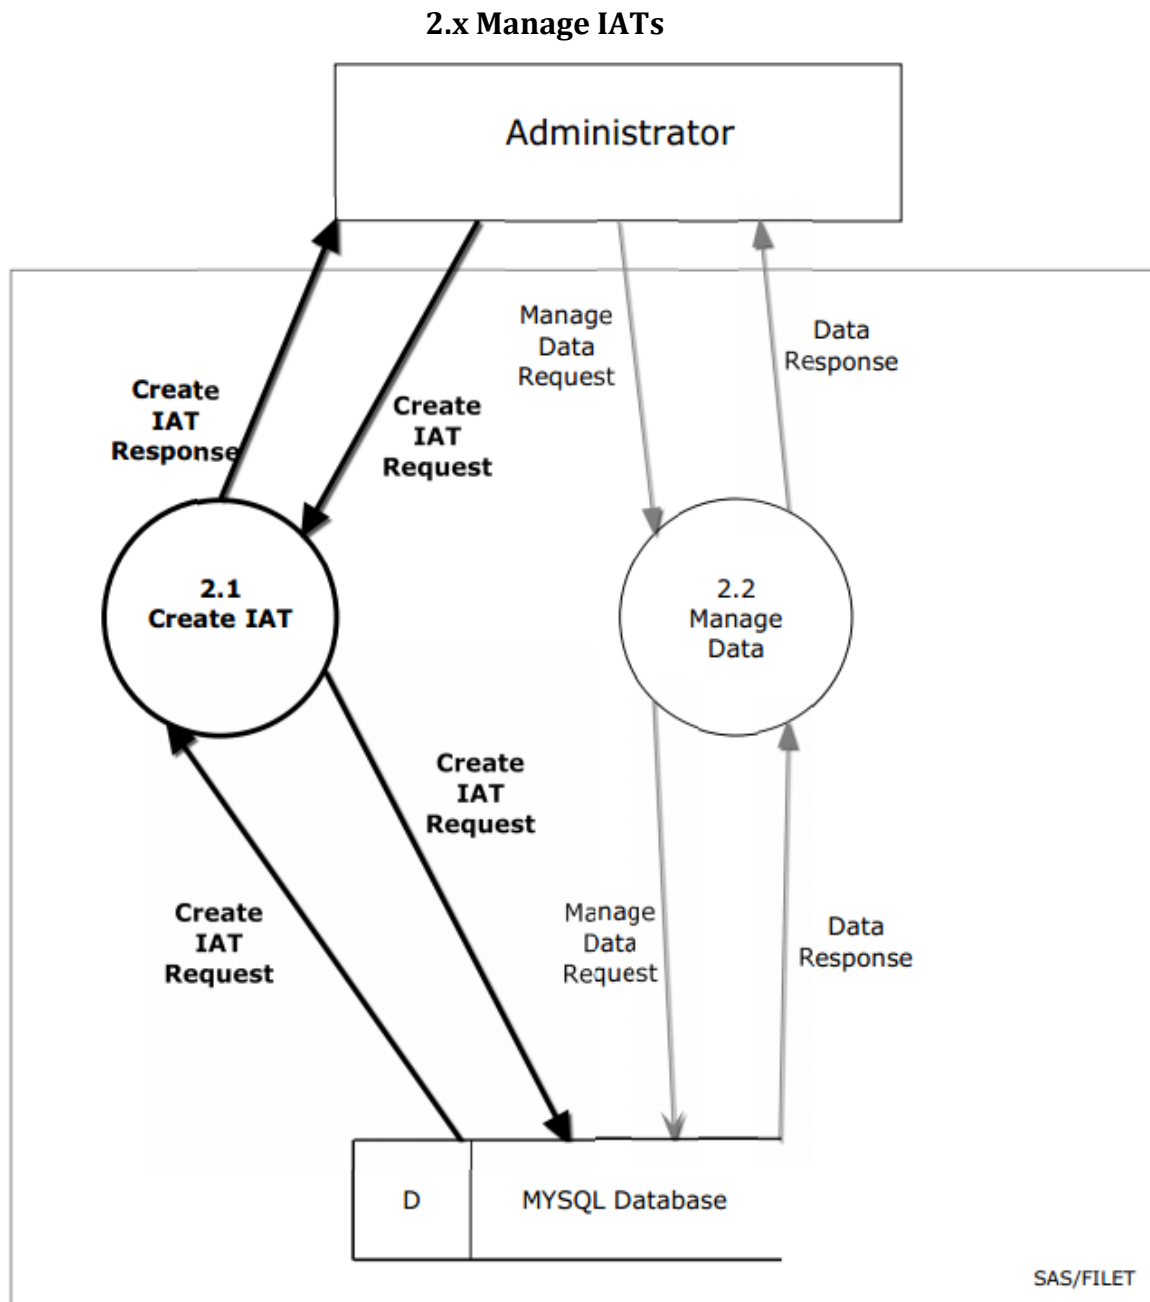 2.x Manage IATs
Administrator
Manage
Data
Request
Data
Response
Create
IAT
Response
Create
IAT
Request
2.1
Create IAT
2.2
Manage
Data
Create
IAT
Request
Create
IAT
Request
Manage
Data
Request
Data
Response
D
MYSQL Database
SAS/FILET